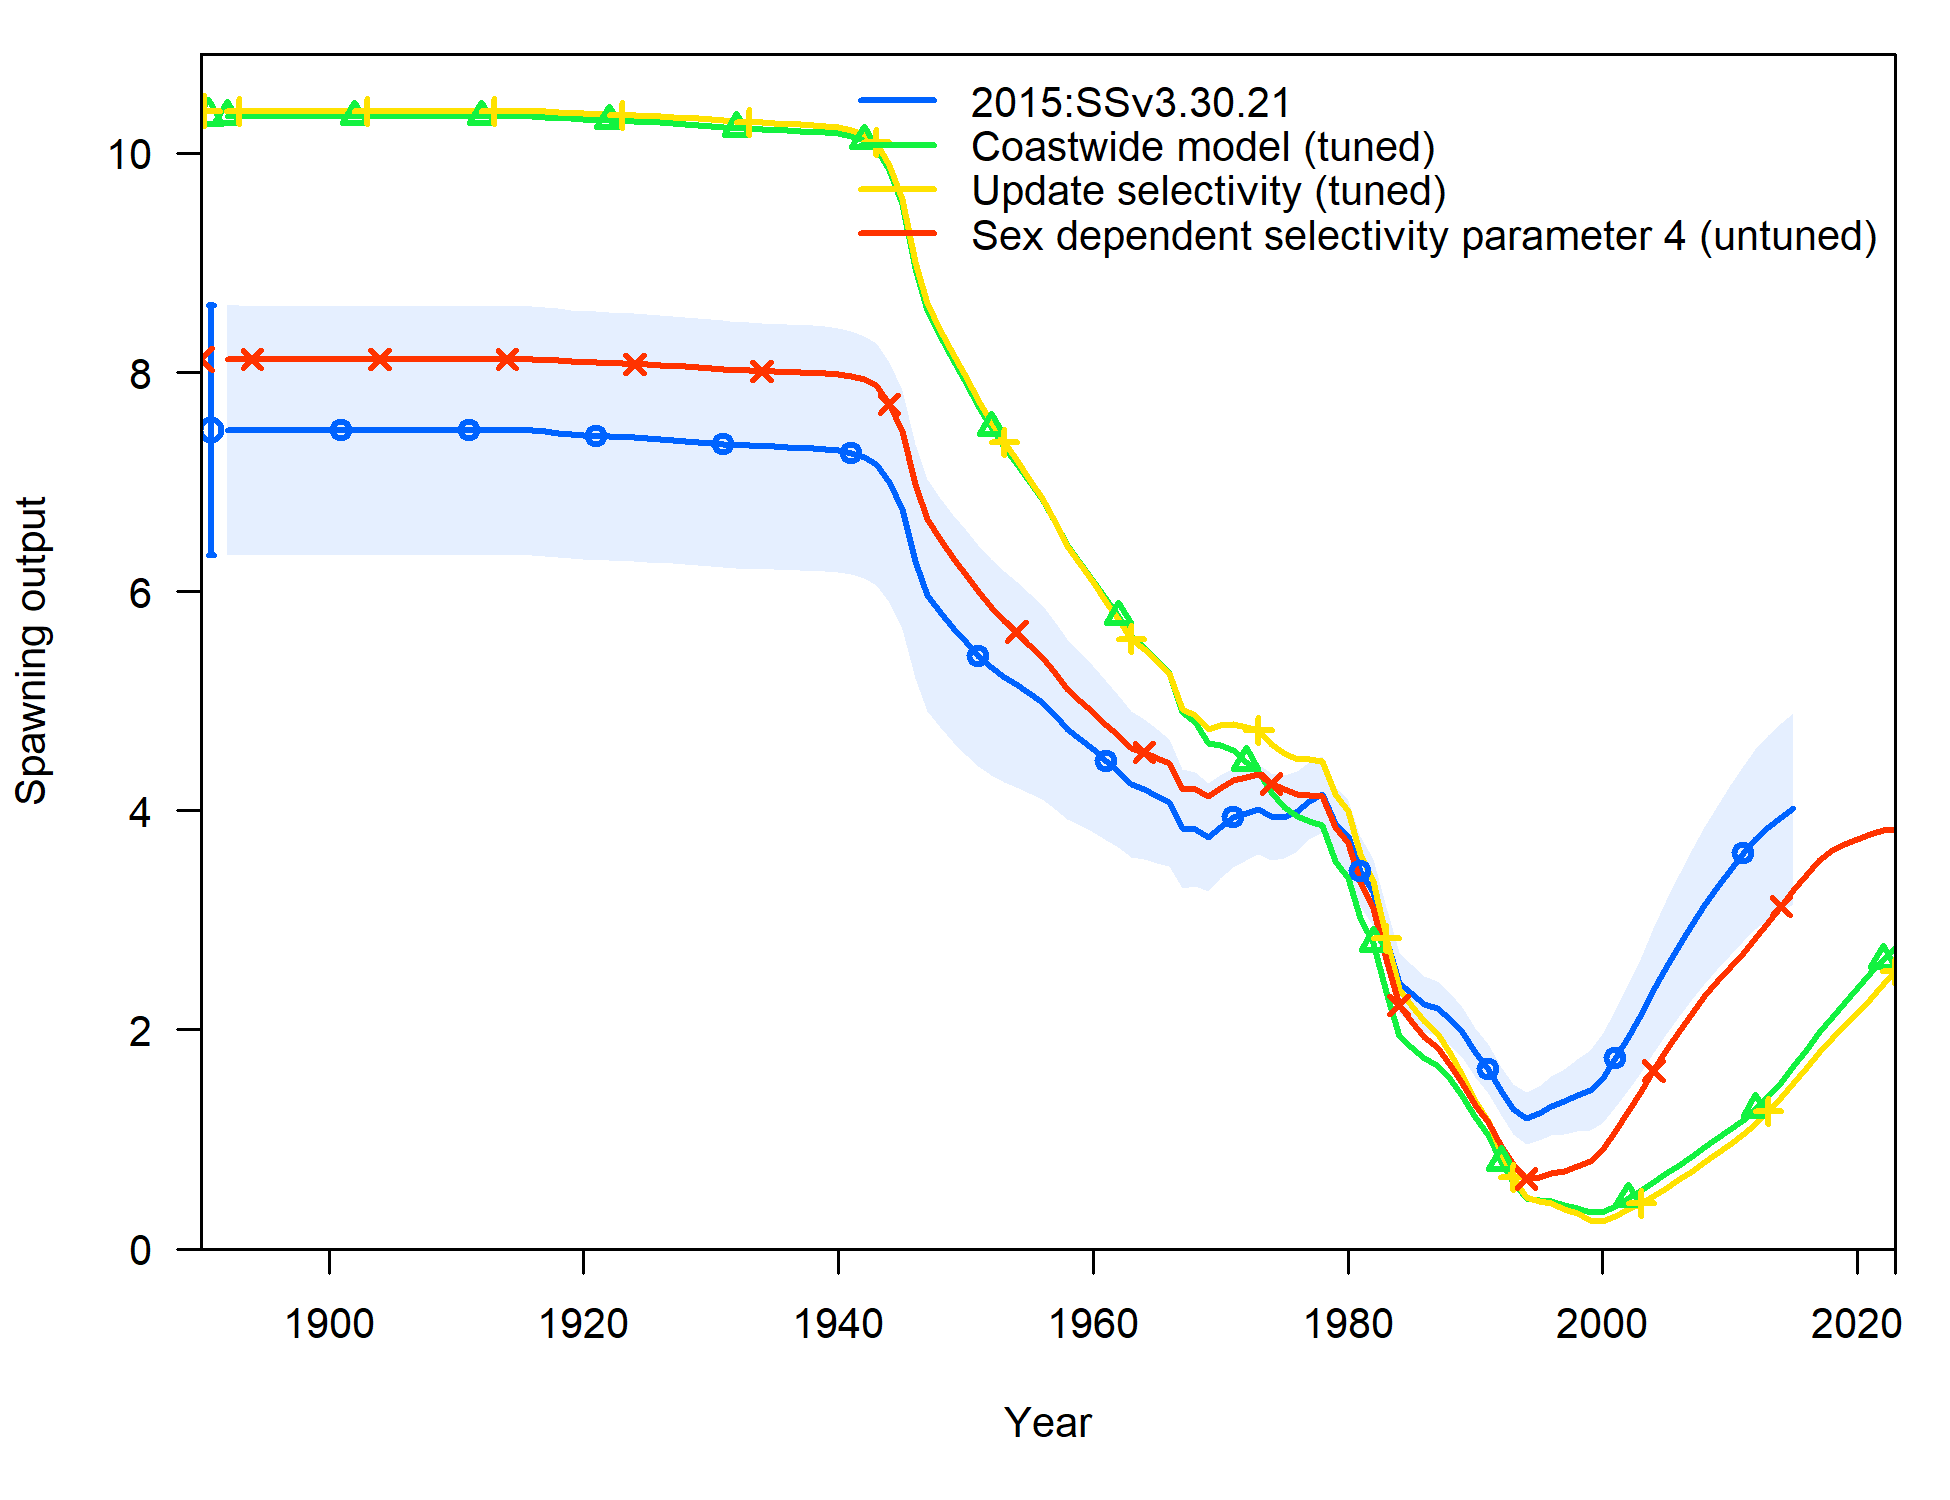 2015:SSv3.30.21
Coastwide model (tuned)
Update selectivity (tuned)
Sex dependent selectivity parameter 4 (untuned)
10
8
6
4
2
0
Spawning output
1900 1920 1940 1960 1980 2000 2020
Year